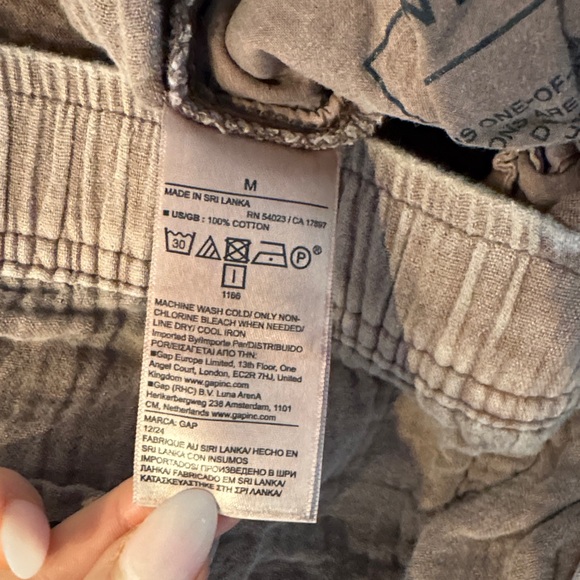 M
MADE IN SRI LANKA
RN 54023 / CA 17897
■ US/GB : 100% COTTON
30
P
®
1166
MACHINE WASH COLD/ ONLY NON-
CHLORINE BLEACH WHEN NEEDED/
LINE DRY/ COOL IRON
Imported By/Importe Par/DISTRIBUIDO
POR/ΕΙΣΑΓΕΤΑΙ ΑΠΟ ΤΗΝ:
■Gap Europe Limited, 13th Floor, One
Angel Court, London, EC2R 7HJ, United
Kingdom www.gapinc.com
■Gap (RHC) B.V. Luna ArenA
Herikerbergweg 238 Amsterdam, 1101
CM, Netherlands www.gapinc.com
MARCA: GAP
12/24
FABRIQUE AU SRI LANKA/ HECHO EN
SRI LANKA CON INSUMOS
IMPORTADOS/ ПРОИЗВЕДЕНО В ШРИ
ЛАНКА/ FABRICADO EM SRI LANKA/
ΚΑΤΑΣΚΕΥΑΣΤΗΚΕ ΣΤΗ ΣΡΙ ΛΑΝΚΑ/
ONE-OF-